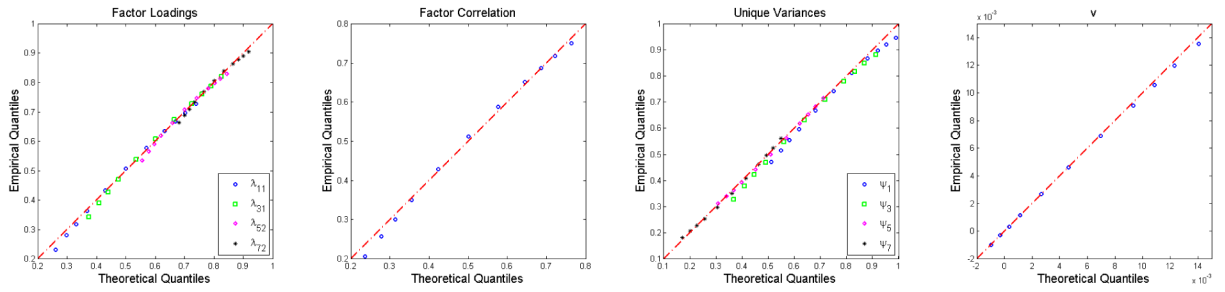 Factor Loadings
Empirical Quantiles
1
0.9
0.8
0.7
0.6
0.5
0.4
0.3
0.2
0.2 0.3 0.4 0.5 0.6 0.7 0.8 0.9 1
Theoretical Quantiles
λ11
λ31
λ52
λ72
Factor Correlation
Empirical Quantiles
0.8
0.7
0.6
0.5
0.4
0.3
0.2
0.2 0.3 0.4 0.5 0.6 0.7 0.8
Theoretical Quantiles
Unique Variances
Empirical Quantiles
1
0.9
0.8
0.7
0.6
0.5
0.4
0.3
0.2
0.1
0.1 0.2 0.3 0.4 0.5 0.6 0.7 0.8 0.9 1
Theoretical Quantiles
ψ1
ψ3
ψ5
ψ7
v
x 10^-3
Empirical Quantiles
14
12
10
8
6
4
2
0
-2
-2 0 2 4 6 8 10 12 14
Theoretical Quantiles
x 10^-3